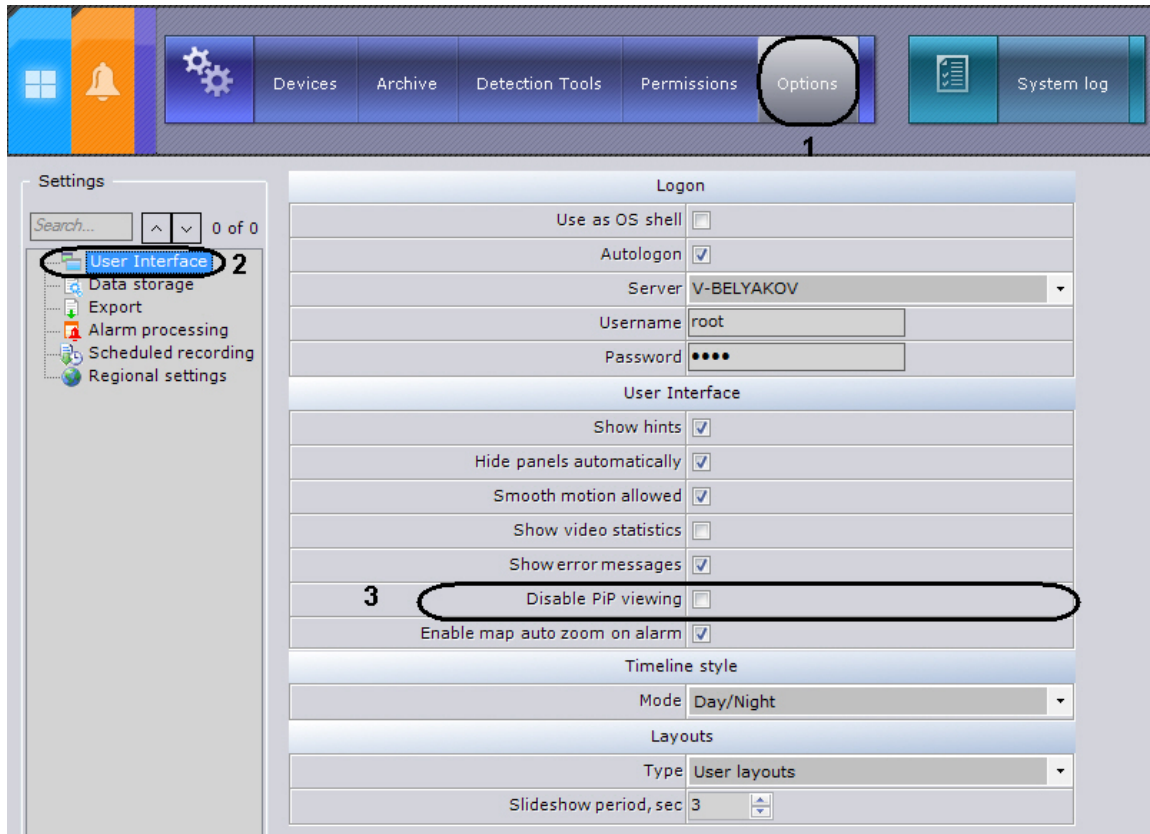 Devices Archive Detection Tools Permissions Options System log
1
Settings
Search... 0 of 0
User Interface 2
Data storage
Export
Alarm processing
Scheduled recording
Regional settings
Logon
Use as OS shell
Autologon
Server V-BELYAKOV
Username root
Password ••••
User Interface
Show hints
Hide panels automatically
Smooth motion allowed
Show video statistics
Show error messages
3 Disable PiP viewing
Enable map auto zoom on alarm
Timeline style
Mode Day/Night
Layouts
Type User layouts
Slideshow period, sec 3